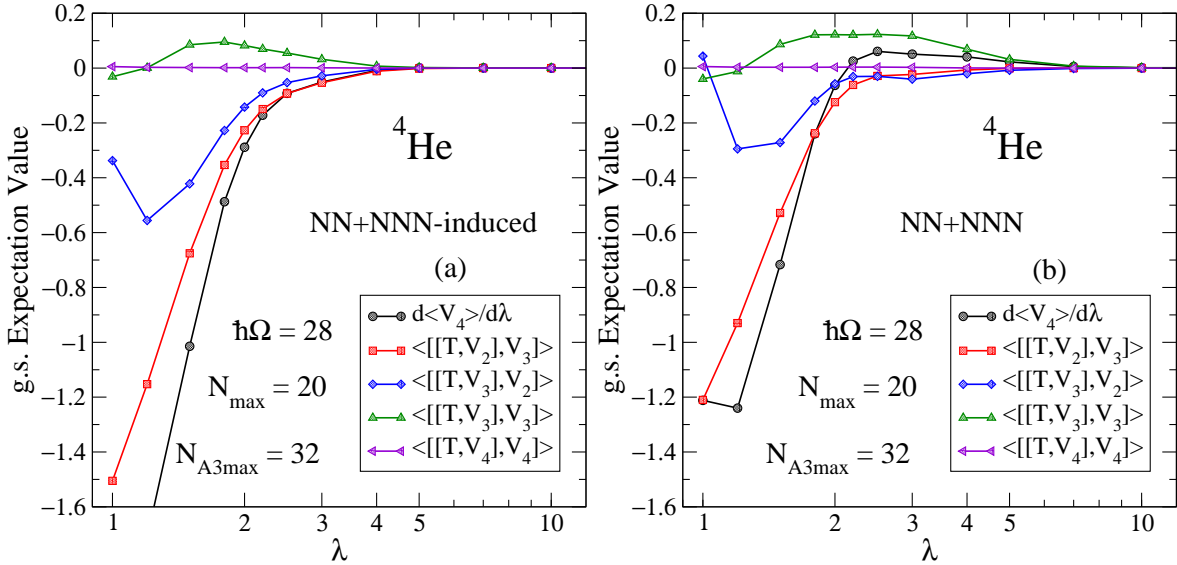 0.2
0
−0.2
−0.4
−0.6
−0.8
−1
−1.2
−1.4
−1.6
g.s. Expectation Value
⁴He
NN+NNN-induced
(a)
ħΩ = 28
N_max = 20
N_A3max = 32
d<V₄>/dλ
<[[T,V₂],V₃]>
<[[T,V₃],V₂]>
<[[T,V₃],V₃]>
<[[T,V₄],V₄]>
1 2 3 4 5 10
λ
0.2
0
−0.2
−0.4
−0.6
−0.8
−1
−1.2
−1.4
−1.6
g.s. Expectation Value
⁴He
NN+NNN
(b)
ħΩ = 28
N_max = 20
N_A3max = 32
d<V₄>/dλ
<[[T,V₂],V₃]>
<[[T,V₃],V₂]>
<[[T,V₃],V₃]>
<[[T,V₄],V₄]>
1 2 3 4 5 10
λ